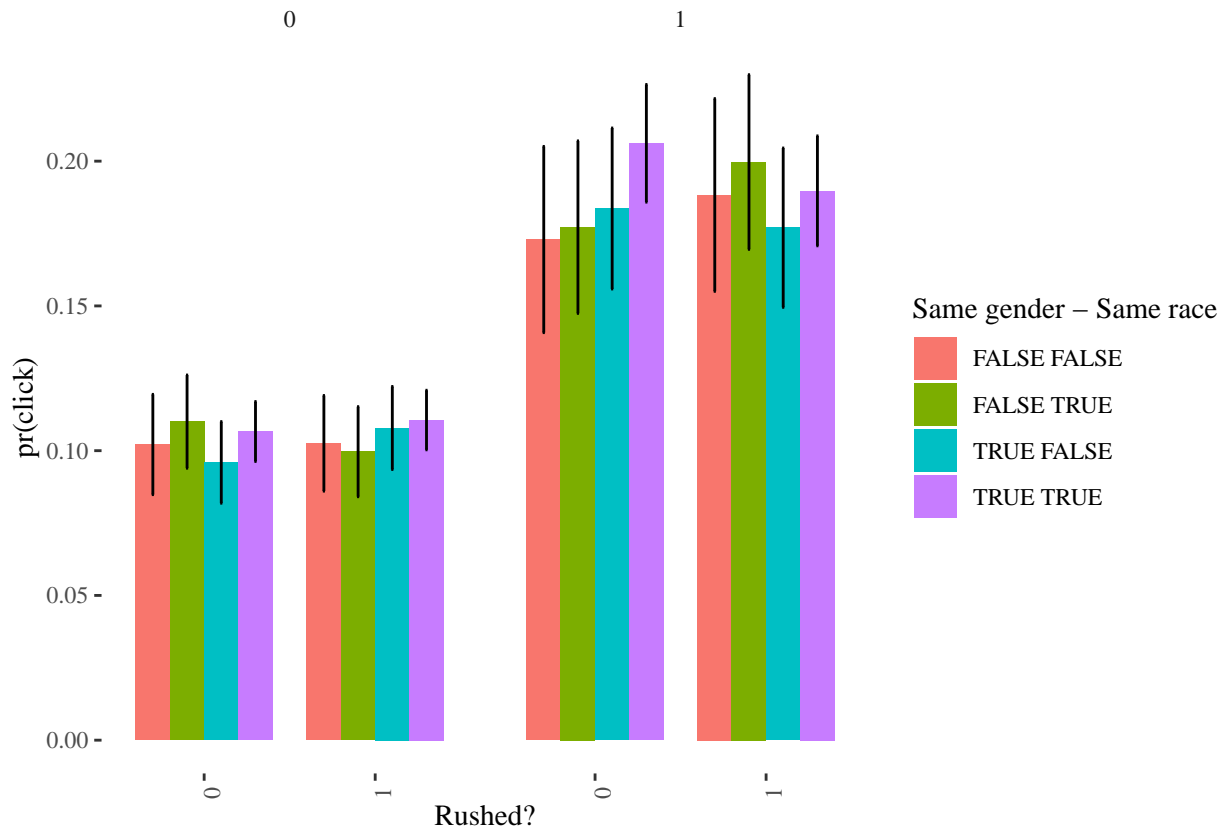 0 1
pr(click)
0.20
0.15
0.10
0.05
0.00
0 1 0 1
Rushed?
Same gender – Same race
FALSE FALSE
FALSE TRUE
TRUE FALSE
TRUE TRUE